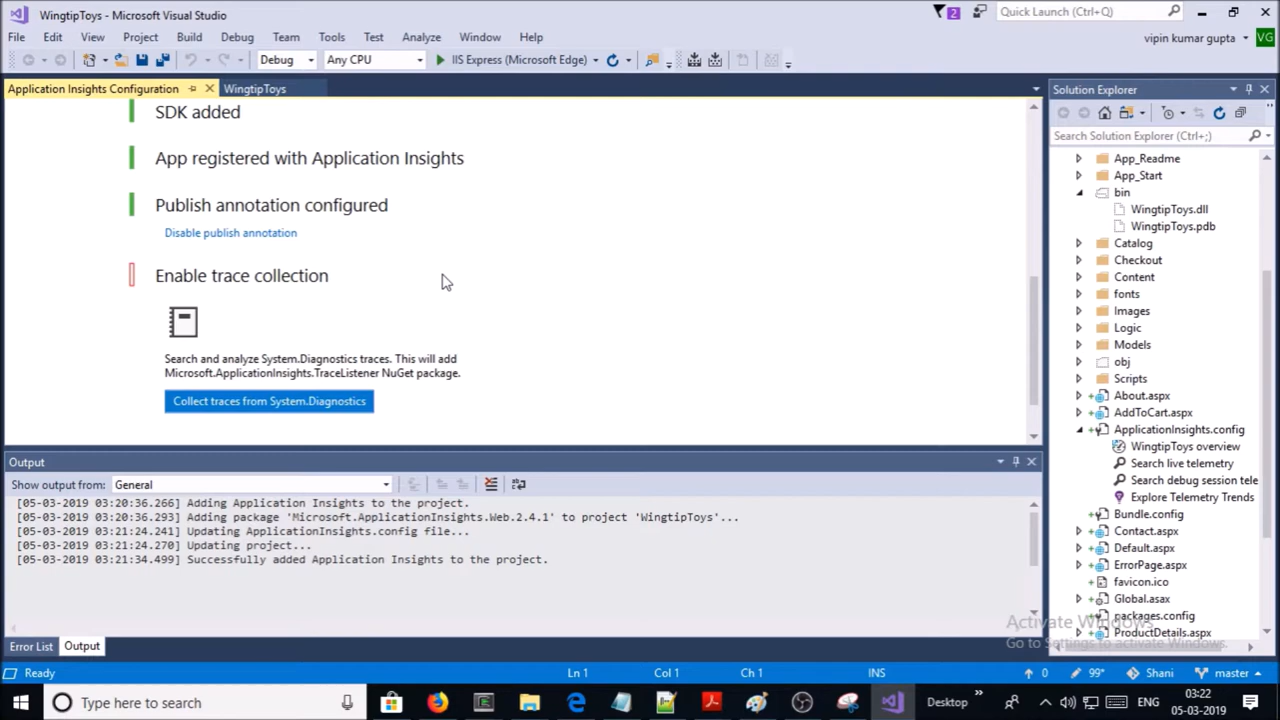 WingtipToys - Microsoft Visual Studio
2
Quick Launch (Ctrl+Q)
File Edit View Project Build Debug Team Tools Test Analyze Window Help
vipin kumar gupta VG
Debug Any CPU IIS Express (Microsoft Edge)
Application Insights Configuration WingtipToys
SDK added
App registered with Application Insights
Publish annotation configured
Disable publish annotation
Enable trace collection
Search and analyze System.Diagnostics traces. This will add
Microsoft.ApplicationInsights.TraceListener NuGet package.
Collect traces from System.Diagnostics
Solution Explorer
Search Solution Explorer (Ctrl+;)
App_Readme
App_Start
bin
WingtipToys.dll
WingtipToys.pdb
Catalog
Checkout
Content
fonts
Images
Logic
Models
obj
Scripts
About.aspx
AddToCart.aspx
ApplicationInsights.config
WingtipToys overview
Search live telemetry
Search debug session tele
Explore Telemetry Trends
Bundle.config
Contact.aspx
Default.aspx
ErrorPage.aspx
favicon.ico
Global.asax
packages.config
ProductDetails.aspx
Output
Show output from: General
[05-03-2019 03:20:36.266] Adding Application Insights to the project.
[05-03-2019 03:20:36.293] Adding package 'Microsoft.ApplicationInsights.Web.2.4.1' to project 'WingtipToys'...
[05-03-2019 03:21:24.241] Updating ApplicationInsights.config file...
[05-03-2019 03:21:24.270] Updating project...
[05-03-2019 03:21:34.499] Successfully added Application Insights to the project.
Activate Windows
Go to Settings to activate Windows.
Error List Output
Ready Ln 1 Col 1 Ch 1 INS 0 99* Shani master
Type here to search
Desktop
ENG
03:22
05-03-2019